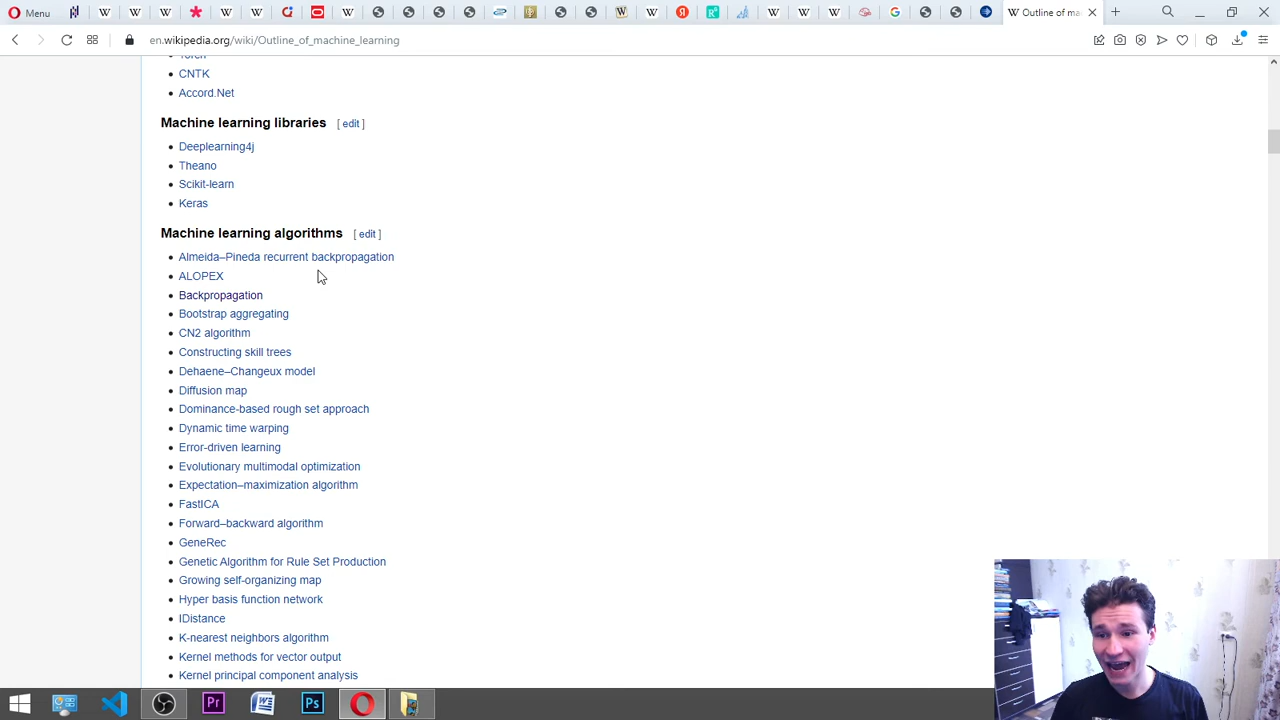 Menu
Outline of ma
en.wikipedia.org/wiki/Outline_of_machine_learning
CNTK
Accord.Net
Machine learning libraries [ edit ]
Deeplearning4j
Theano
Scikit-learn
Keras
Machine learning algorithms [ edit ]
Almeida–Pineda recurrent backpropagation
ALOPEX
Backpropagation
Bootstrap aggregating
CN2 algorithm
Constructing skill trees
Dehaene–Changeux model
Diffusion map
Dominance-based rough set approach
Dynamic time warping
Error-driven learning
Evolutionary multimodal optimization
Expectation–maximization algorithm
FastICA
Forward–backward algorithm
GeneRec
Genetic Algorithm for Rule Set Production
Growing self-organizing map
Hyper basis function network
IDistance
K-nearest neighbors algorithm
Kernel methods for vector output
Kernel principal component analysis
Pr
Ps